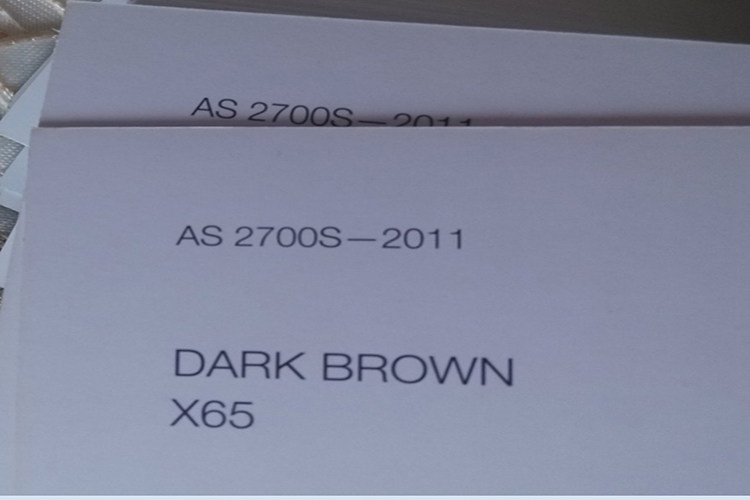 AS 2700S—2011
AS 2700S—2011
DARK BROWN
X65